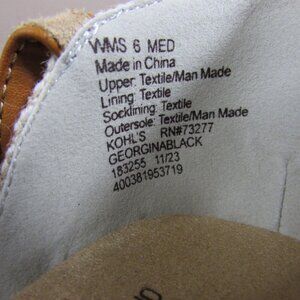 WMS 6 MED
Made in China
Upper: Textile/Man Made
Lining: Textile
Socklining: Textile
Outersole: Textile/Man Made
KOHL'S RN#73277
GEORGINABLACK
183255 11/23
400381953719